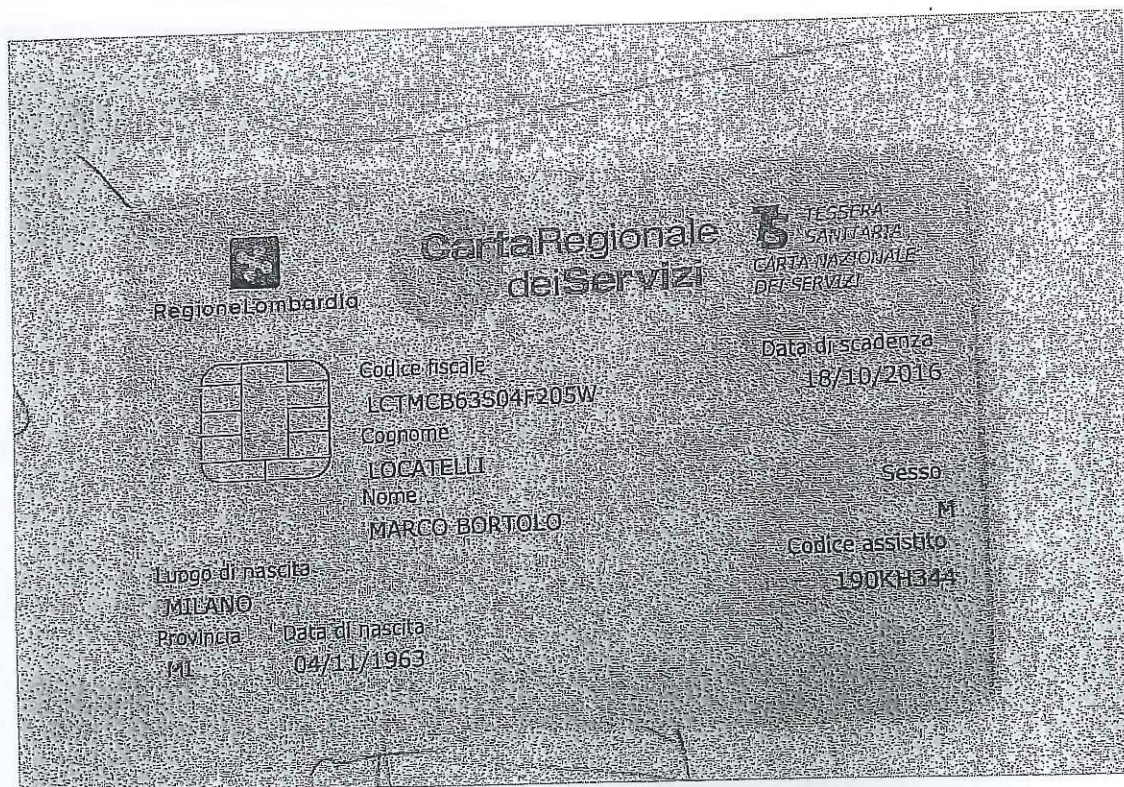 RegioneLombardia
CartaRegionale
deiServizi
TS TESSERA
SANITARIA
CARTA NAZIONALE
DEI SERVIZI
Codice fiscale
LCTMCB63S04F205W
Data di scadenza
18/10/2016
Cognome
LOCATELLI
Sesso
M
Nome
MARCO BORTOLO
Codice assistito
190KH344
Luogo di nascita
MILANO
Provincia Data di nascita
MI 04/11/1963